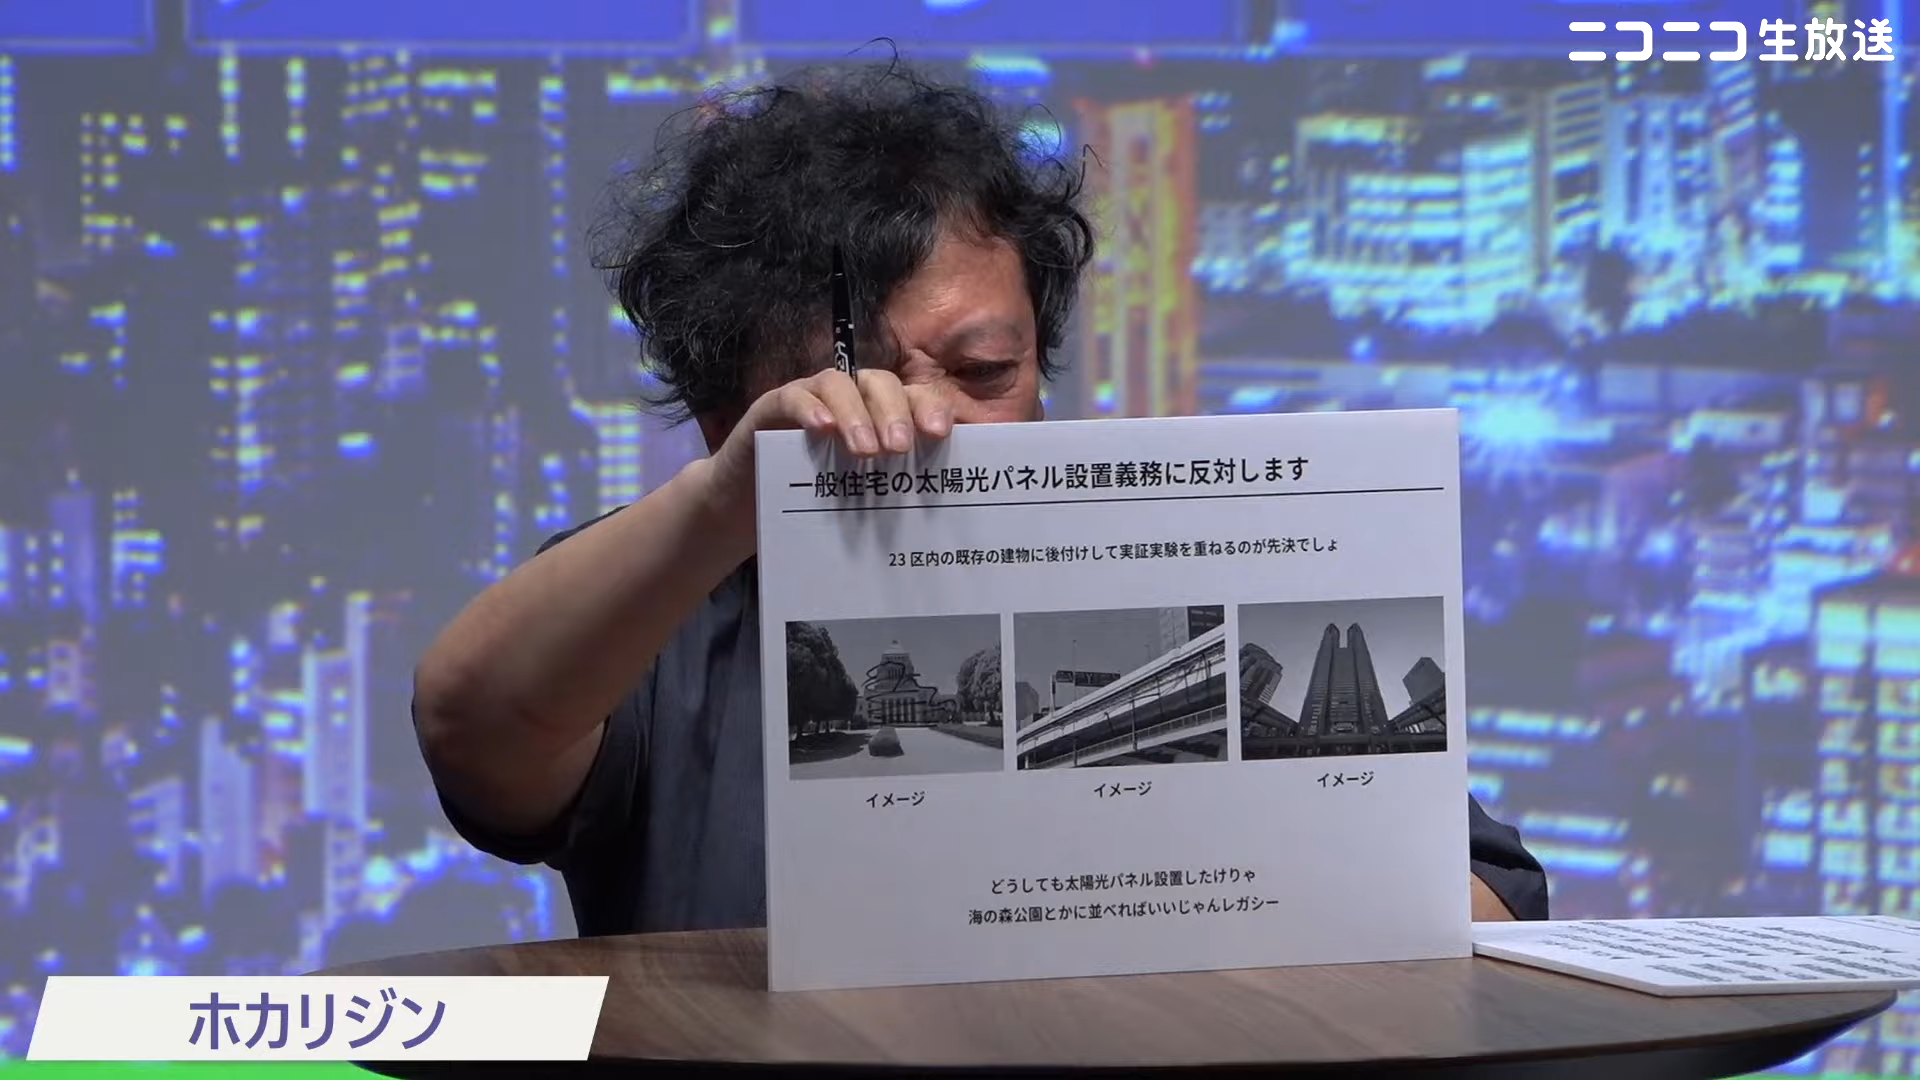 ニコニコ生放送
一般住宅の太陽光パネル設置義務に反対します
23区内の既存の建物に後付けして実証実験を重ねるのが先決でしょ
イメージ
イメージ
イメージ
どうしても太陽光パネル設置したけりゃ
海の森公園とかに並べればいいじゃんレガシー
ホカリジン